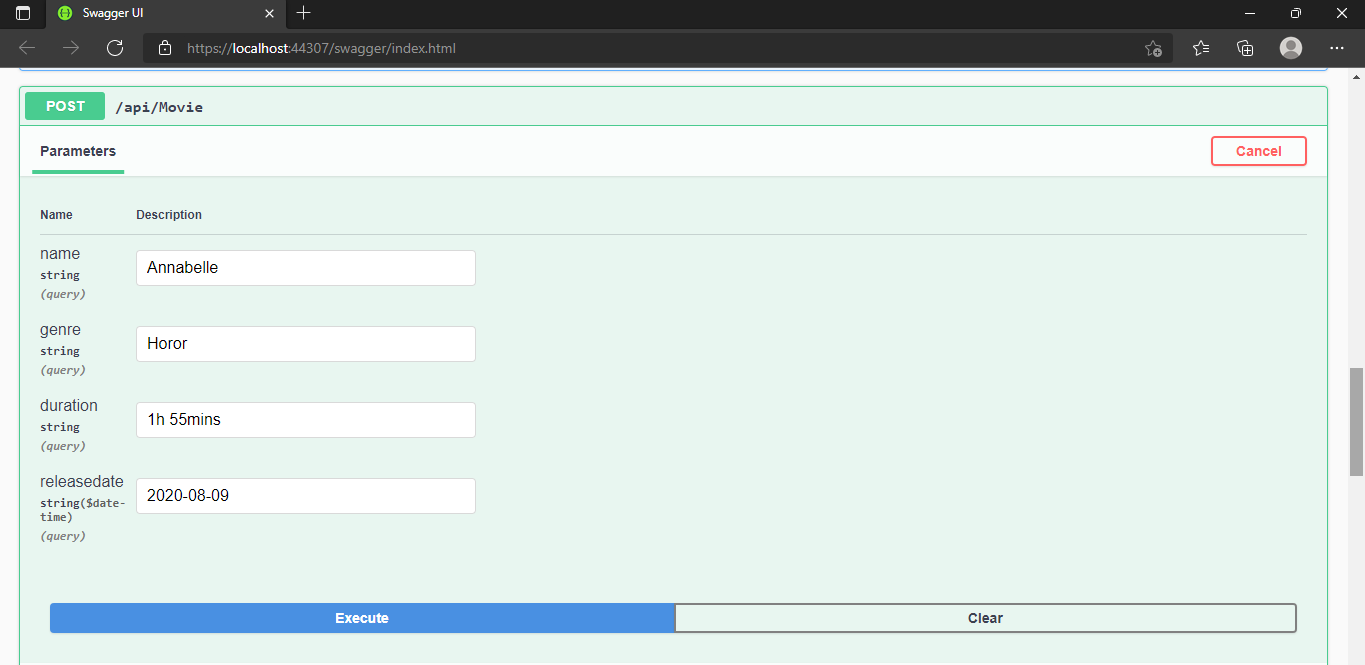 Swagger UI
https://localhost:44307/swagger/index.html
POST /api/Movie
Parameters
Cancel
Name Description
name
string
(query)
Annabelle
genre
string
(query)
Horor
duration
string
(query)
1h 55mins
releasedate
string($date-
time)
(query)
2020-08-09
Execute
Clear